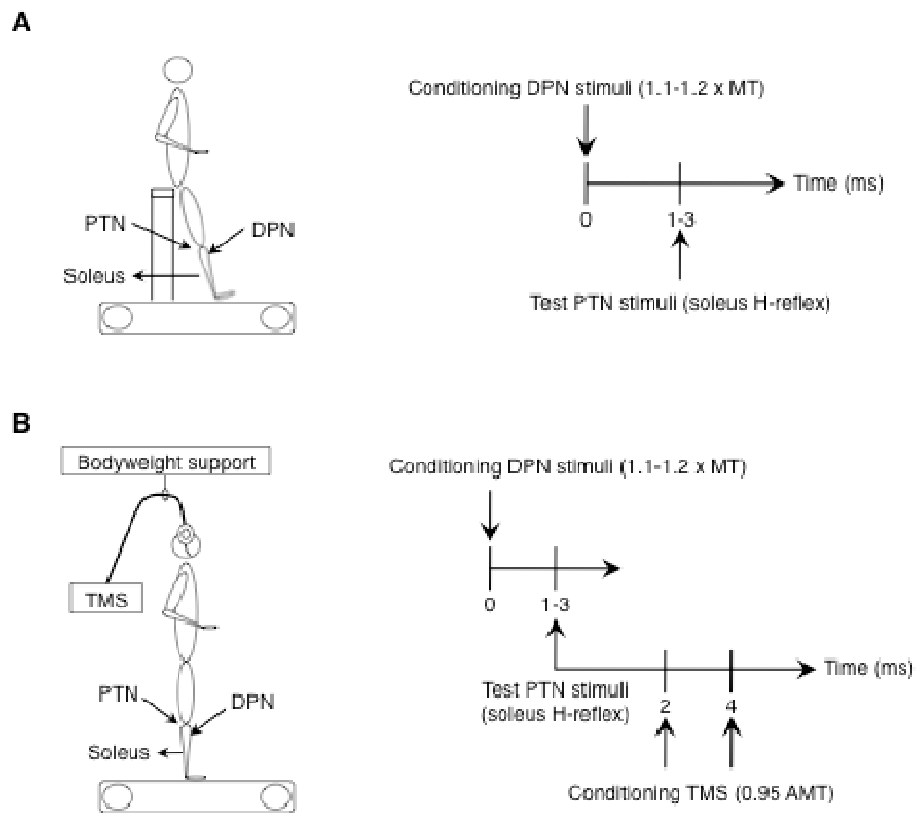 A
Conditioning DPN stimuli (1.1-1.2 x MT)
Time (ms)
0
1-3
Test PTN stimuli (soleus H-reflex)
PTN
DPN
Soleus
B
Bodyweight support
TMS
PTN
DPN
Soleus
Conditioning DPN stimuli (1.1-1.2 x MT)
0
1-3
Time (ms)
Test PTN stimuli
(soleus H-reflex)
2
4
Conditioning TMS (0.95 AMT)